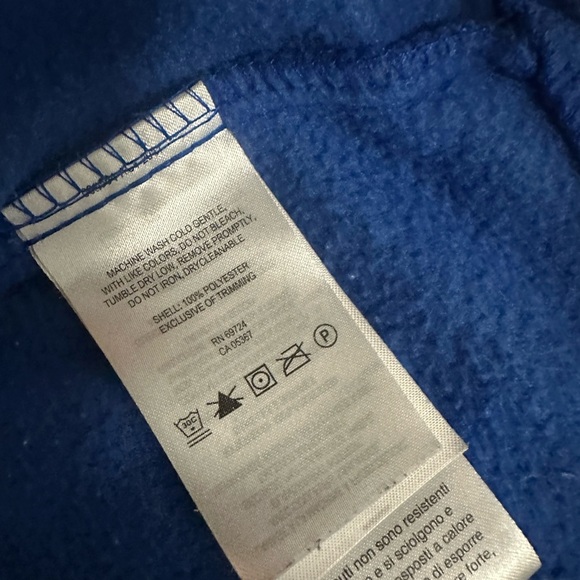 MACHINE WASH COLD GENTLE,
WITH LIKE COLORS, DO NOT BLEACH,
TUMBLE DRY LOW, REMOVE PROMPTLY,
DO NOT IRON, DRYCLEANABLE
SHELL: 100% POLYESTER
EXCLUSIVE OF TRIMMING
RN 69724
CA 05367
30C
P
uti non sono resistenti
e si sciolgono e
sposti a calore
di esporre
forte,